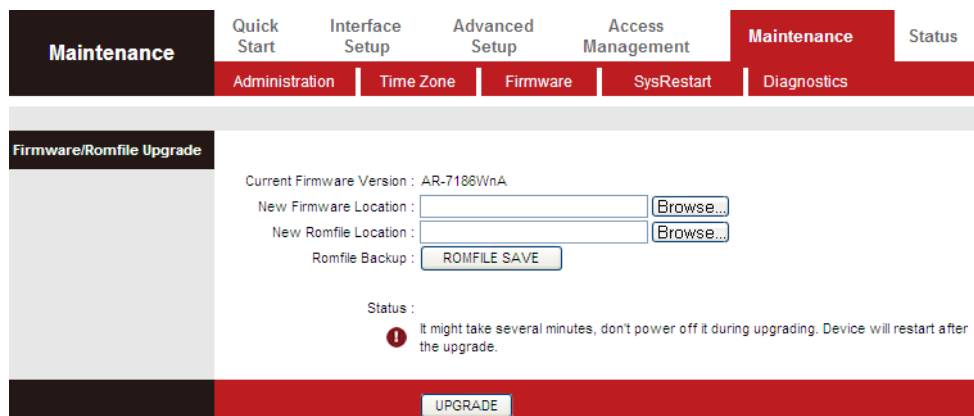 Maintenance
Quick Start
Interface Setup
Advanced Setup
Access Management
Maintenance
Status
Administration
Time Zone
Firmware
SysRestart
Diagnostics
Firmware/Romfile Upgrade
Current Firmware Version : AR-7186WnA
New Firmware Location : Browse...
New Romfile Location : Browse...
Romfile Backup : ROMFILE SAVE
Status :
It might take several minutes, don't power off it during upgrading. Device will restart after
the upgrade.
UPGRADE